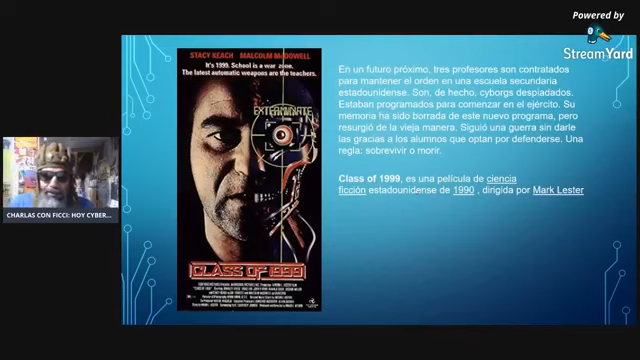 Powered by
StreamYard
STACY KEACH MALCOLM McDOWELL
It's 1999. School is a war zone.
The latest automatic weapons are the teachers.
EXTERMINATE
CLASS OF 1999
En un futuro próximo, tres profesores son contratados
para mantener el orden en una escuela secundaria
estadounidense. Son, de hecho, cyborgs despiadados.
Estaban programados para comenzar en el ejército. Su
memoria ha sido borrada de este nuevo programa, pero
resurgió de la vieja manera. Siguió una guerra sin darle
las gracias a los alumnos que optan por defenderse. Una
regla: sobrevivir o morir.
Class of 1999, es una película de ciencia
ficción estadounidense de 1990 , dirigida por Mark Lester
CHARLAS CON FICCI: HOY CYBER...